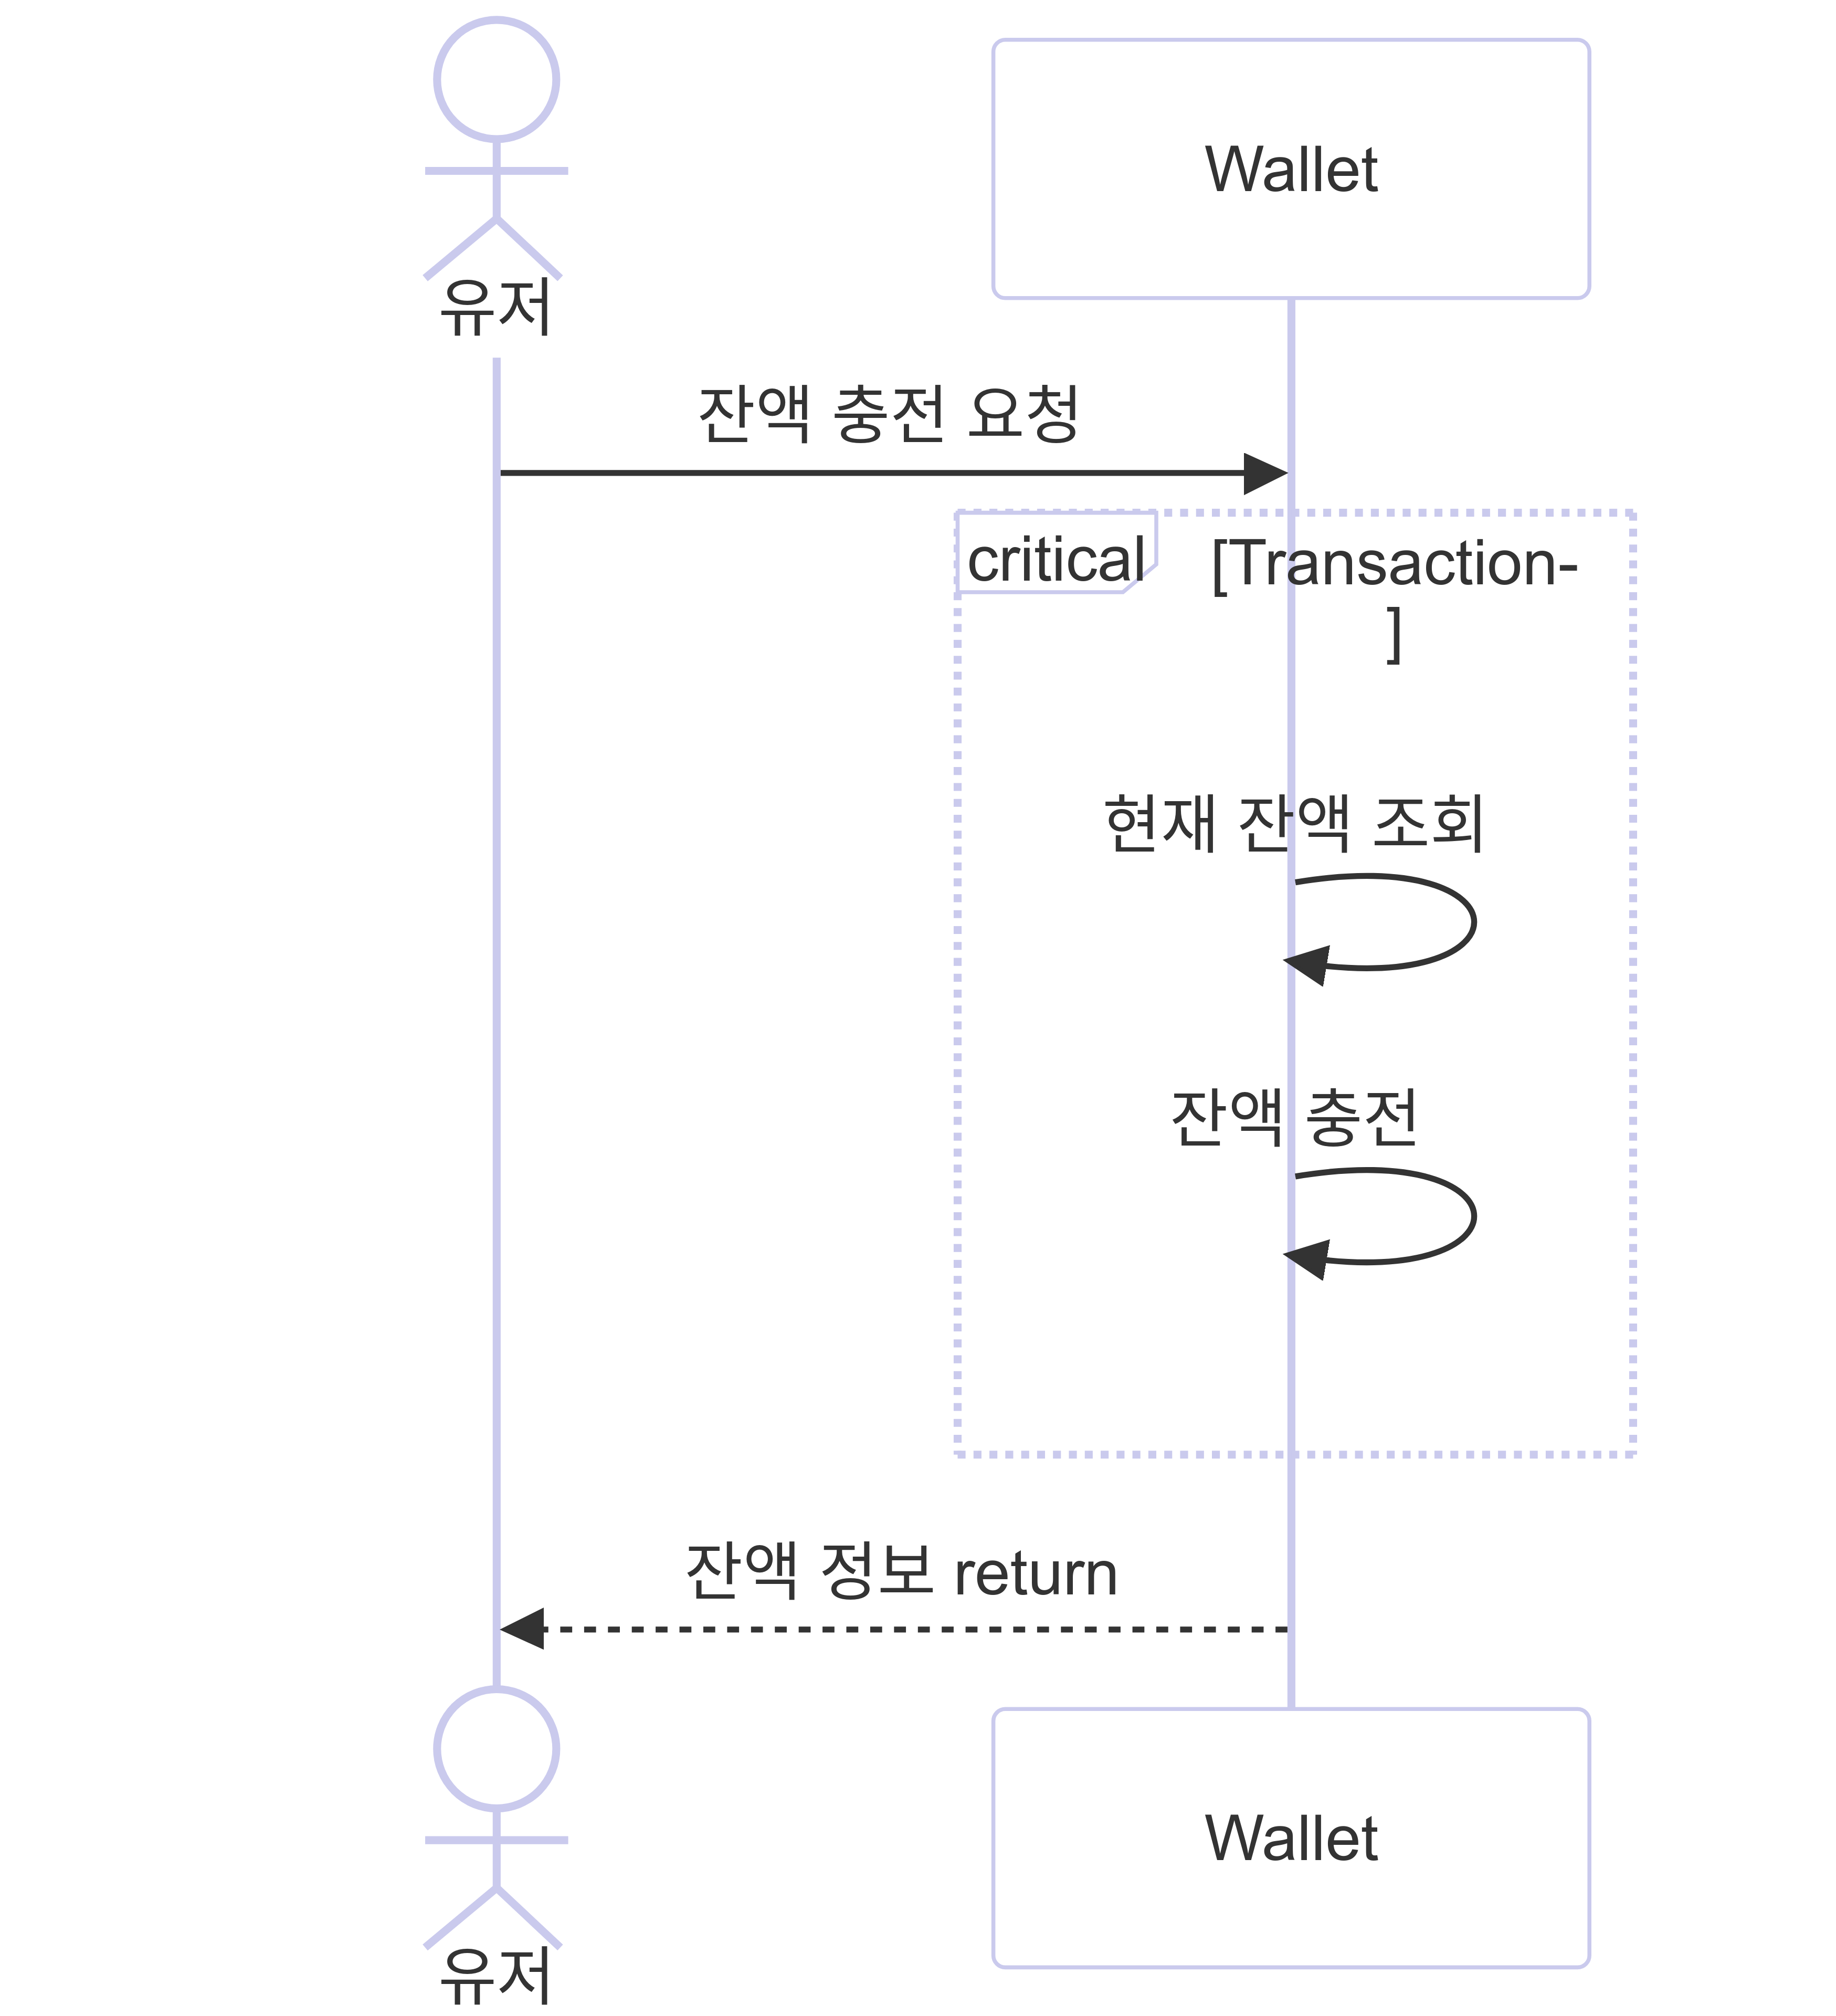 유저
Wallet
잔액 충전 요청
critical
[Transaction-
]
현재 잔액 조회
잔액 충전
잔액 정보 return
유저
Wallet